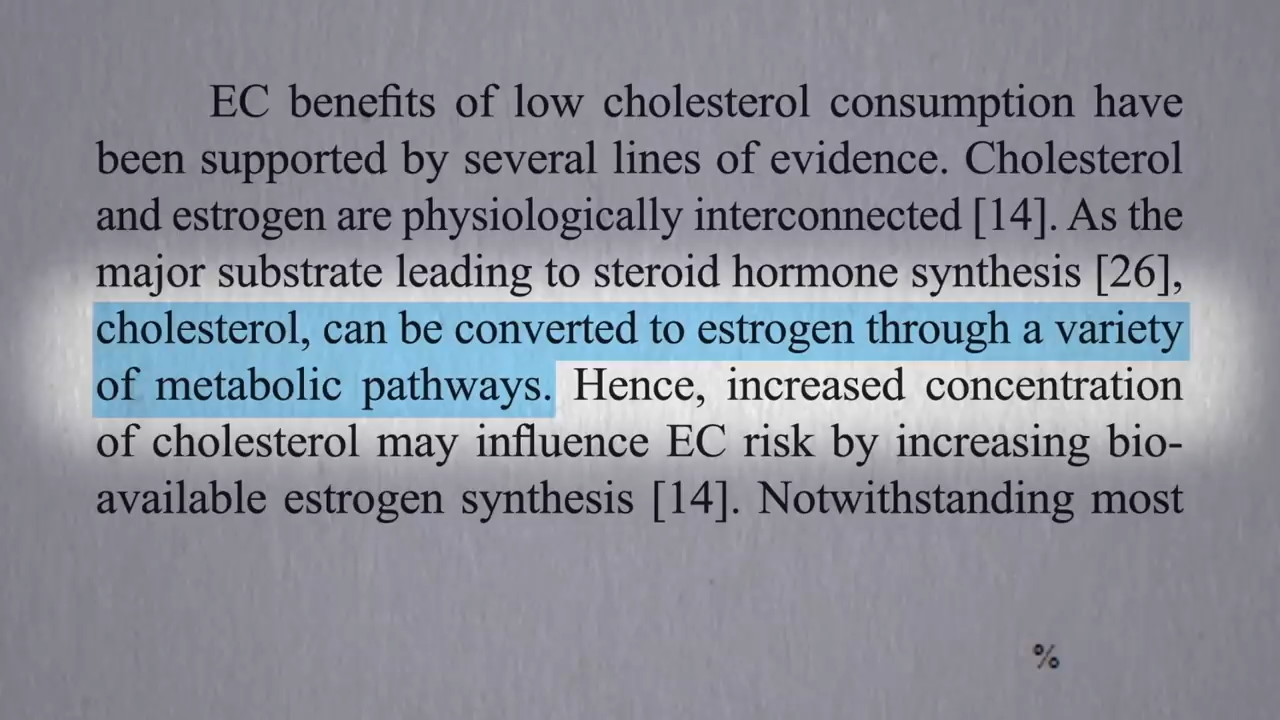 EC benefits of low cholesterol consumption have
been supported by several lines of evidence. Cholesterol
and estrogen are physiologically interconnected [14]. As the
major substrate leading to steroid hormone synthesis [26],
cholesterol, can be converted to estrogen through a variety
of metabolic pathways. Hence, increased concentration
of cholesterol may influence EC risk by increasing bio-
available estrogen synthesis [14]. Notwithstanding most
%